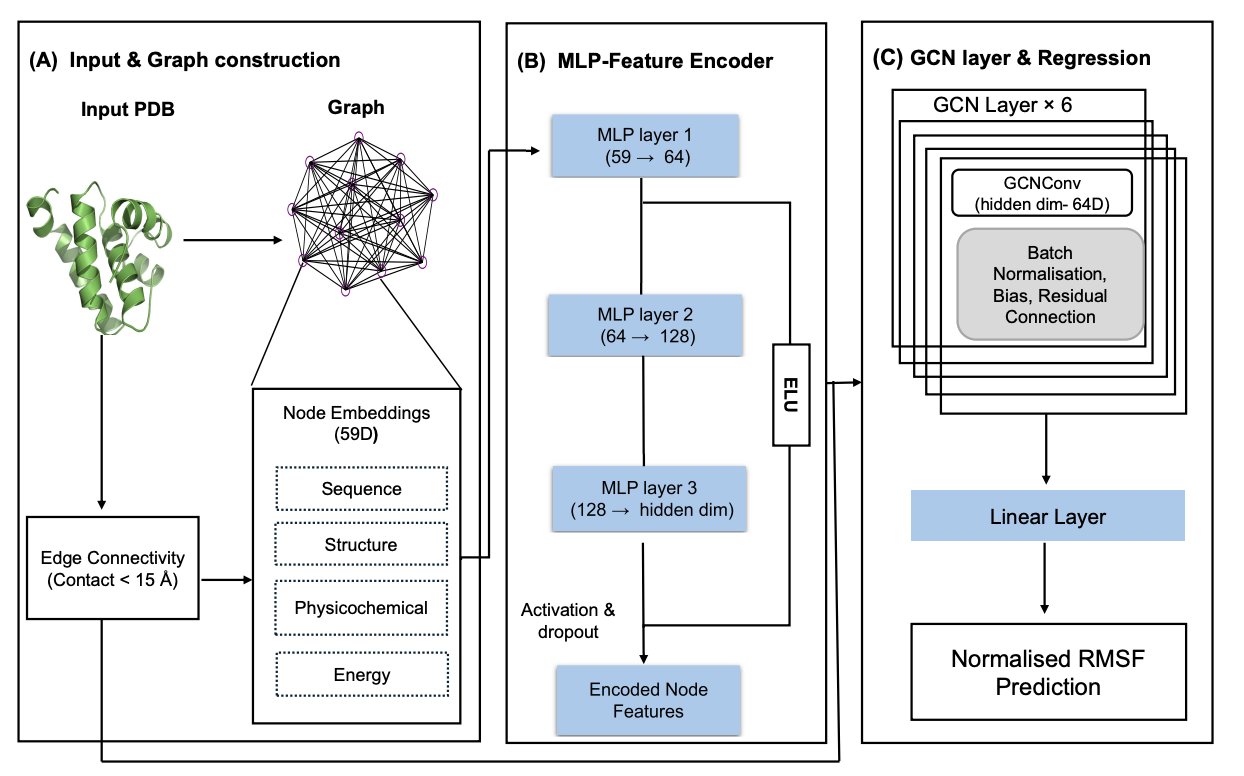 (A) Input & Graph construction
Input PDB
Graph
Node Embeddings
(59D)
Sequence
Structure
Physicochemical
Energy
Edge Connectivity
(Contact < 15 Å)
(B) MLP-Feature Encoder
MLP layer 1
(59 → 64)
MLP layer 2
(64 → 128)
MLP layer 3
(128 → hidden dim)
ELU
Activation &
dropout
Encoded Node
Features
(C) GCN layer & Regression
GCN Layer × 6
GCNConv
(hidden dim- 64D)
Batch
Normalisation,
Bias, Residual
Connection
Linear Layer
Normalised RMSF
Prediction